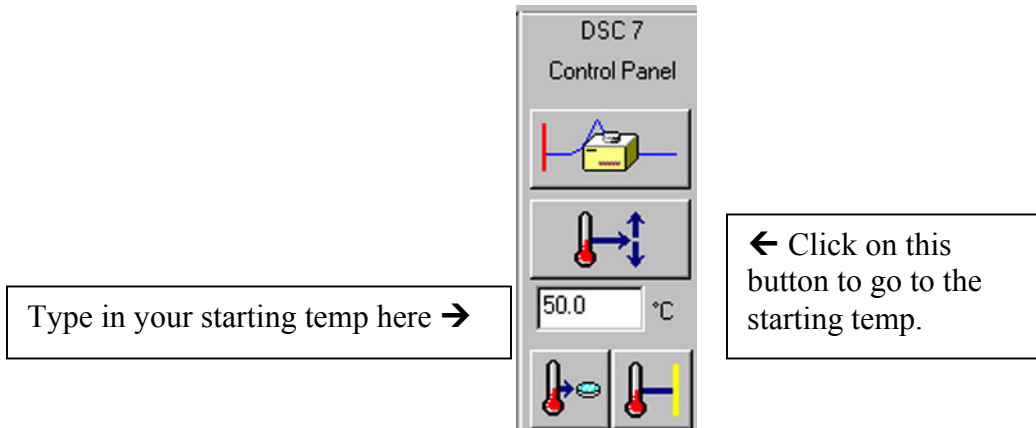 DSC 7
Control Panel
← Click on this
button to go to the
starting temp.
Type in your starting temp here →
50.0 °C